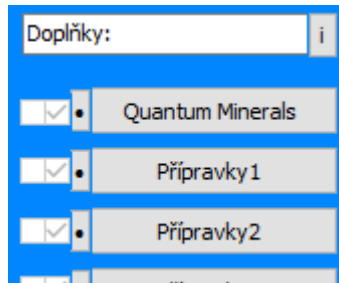 Doplňky:
i
Quantum Minerals
Přípravky1
Přípravky2